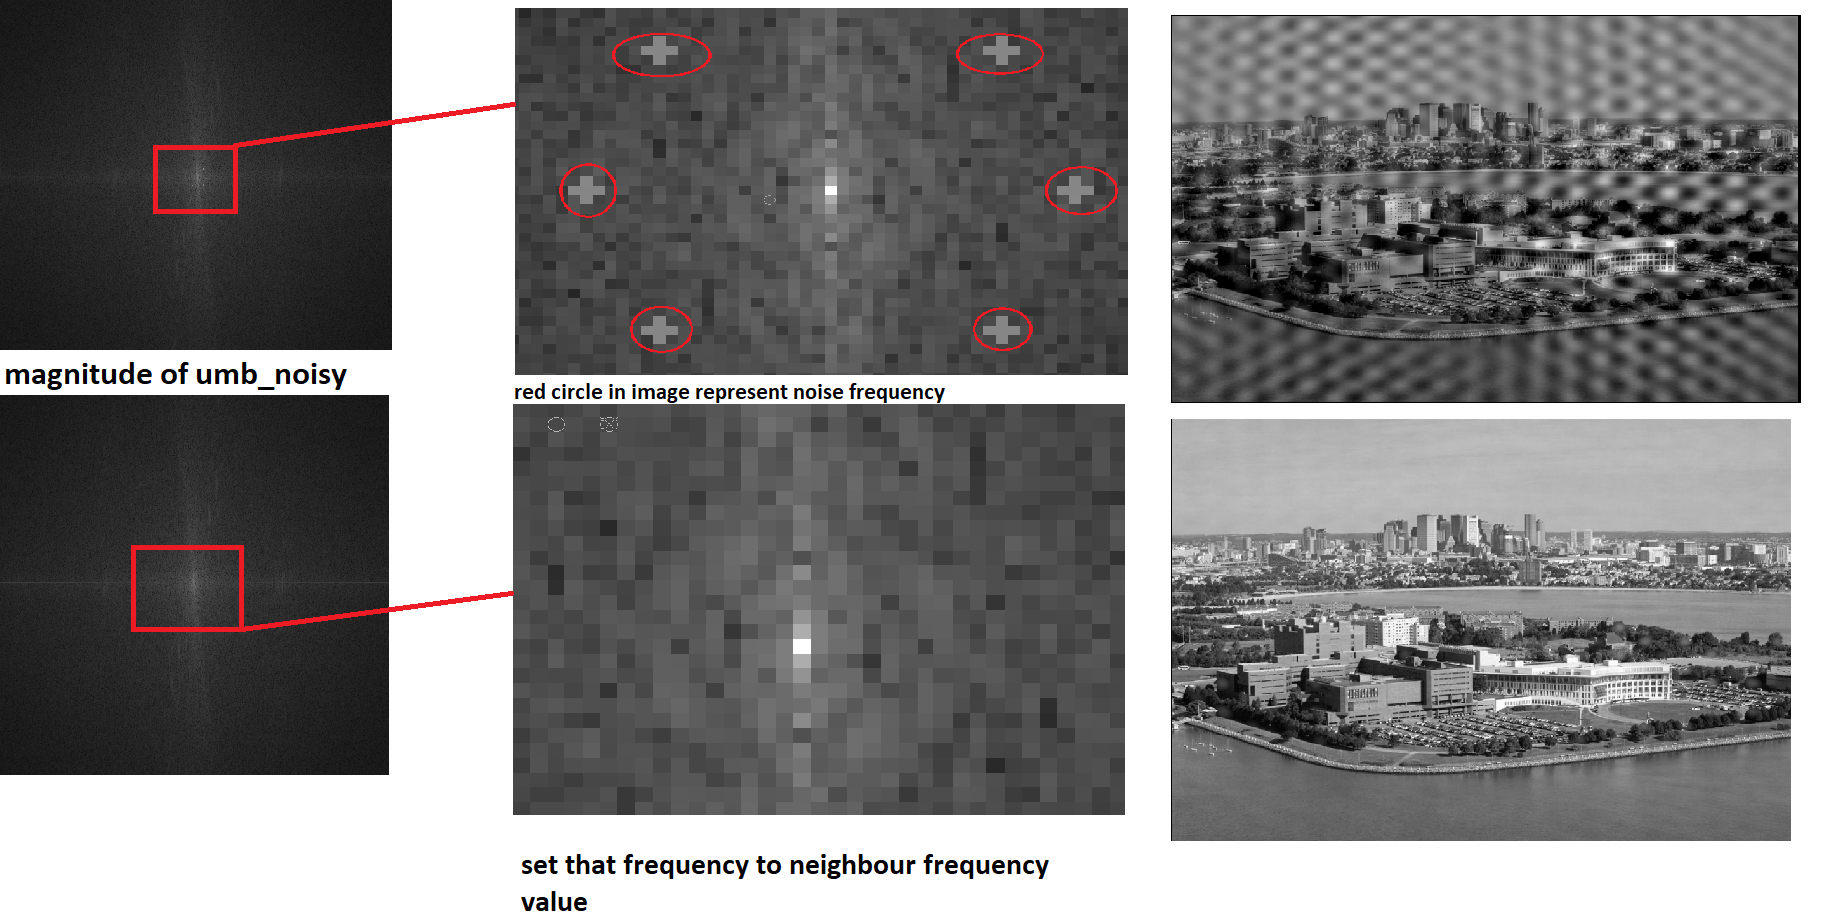 magnitude of umb_noisy
red circle in image represent noise frequency
set that frequency to neighbour frequency
value